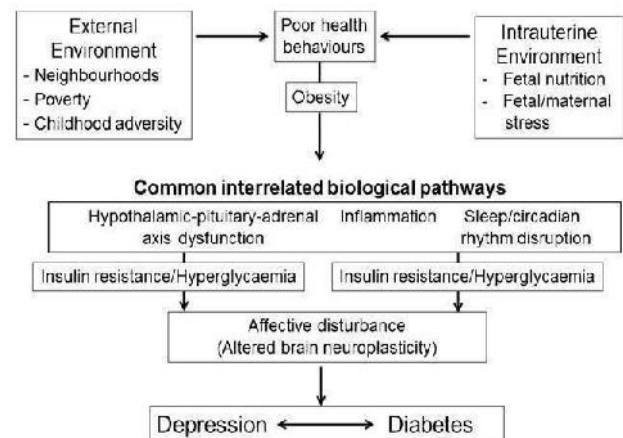 External
Environment
- Neighbourhoods
- Poverty
- Childhood adversity
Poor health
behaviours
Obesity
Intrauterine
Environment
- Fetal nutrition
- Fetal/maternal
stress
Common interrelated biological pathways
Hypothalamic-pituitary-adrenal
axis dysfunction
Inflammation
Sleep/circadian
rhythm disruption
Insulin resistance/Hyperglycaemia
Insulin resistance/Hyperglycaemia
Affective disturbance
(Altered brain neuroplasticity)
Depression
Diabetes